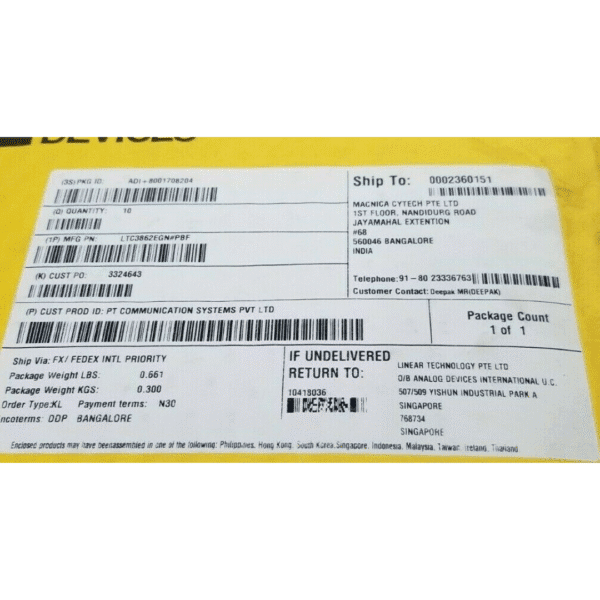 DEVICES
(3S) PKG ID: ADI+8001708204
(Q) QUANTITY: 10
(1P) MFG PN: LTC3862EGN#PBF
(K) CUST PO: 3324643
(P) CUST PROD ID: PT COMMUNICATION SYSTEMS PVT LTD
Ship To: 0002360151
MACNICA CYTECH PTE LTD
1ST FLOOR, NANDIDURG ROAD
JAYAMAHAL EXTENTION
#68
560046 BANGALORE
INDIA
Telephone: 91-80 23336763
Customer Contact: Deepak MR(DEEPAK)
Package Count
1 of 1
Ship Via: FX/ FEDEX INTL PRIORITY
Package Weight LBS: 0.661
Package Weight KGS: 0.300
Order Type:KL Payment terms: N30
ncoterms: DDP BANGALORE
IF UNDELIVERED
RETURN TO:
10418036
LINEAR TECHNOLOGY PTE LTD
O/B ANALOG DEVICES INTERNATIONAL U.C.
507/509 YISHUN INDUSTRIAL PARK A
SINGAPORE
768734
SINGAPORE
Enclosed products may have beenassembled in one of the following: Philippines, Hong Kong, South Korea, Singapore, Indonesia, Malaysia, Taiwan, Ireland, Thailand